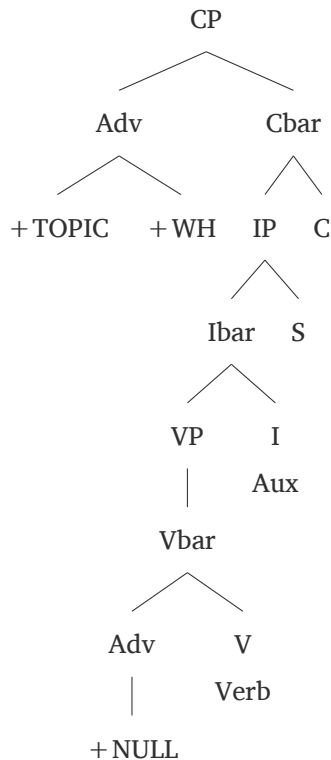 CP
Adv Cbar
+TOPIC +WH IP C
Ibar S
VP I
Aux
Vbar
Adv V
Verb
+NULL